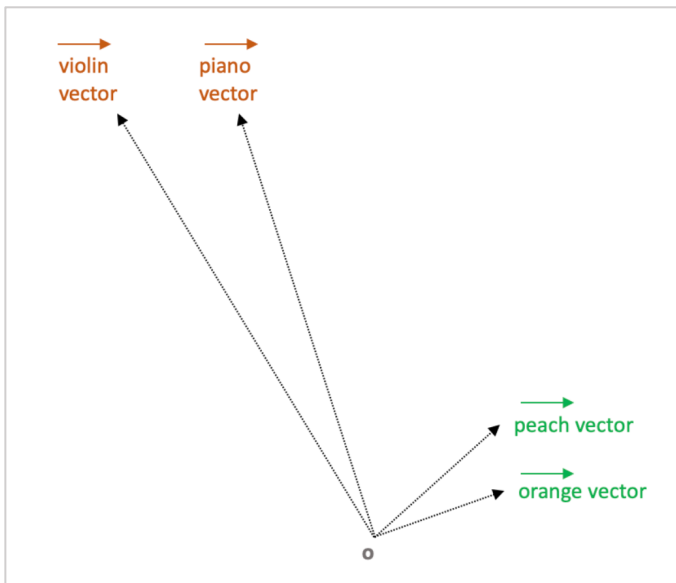 violin
vector
piano
vector
peach vector
orange vector
o